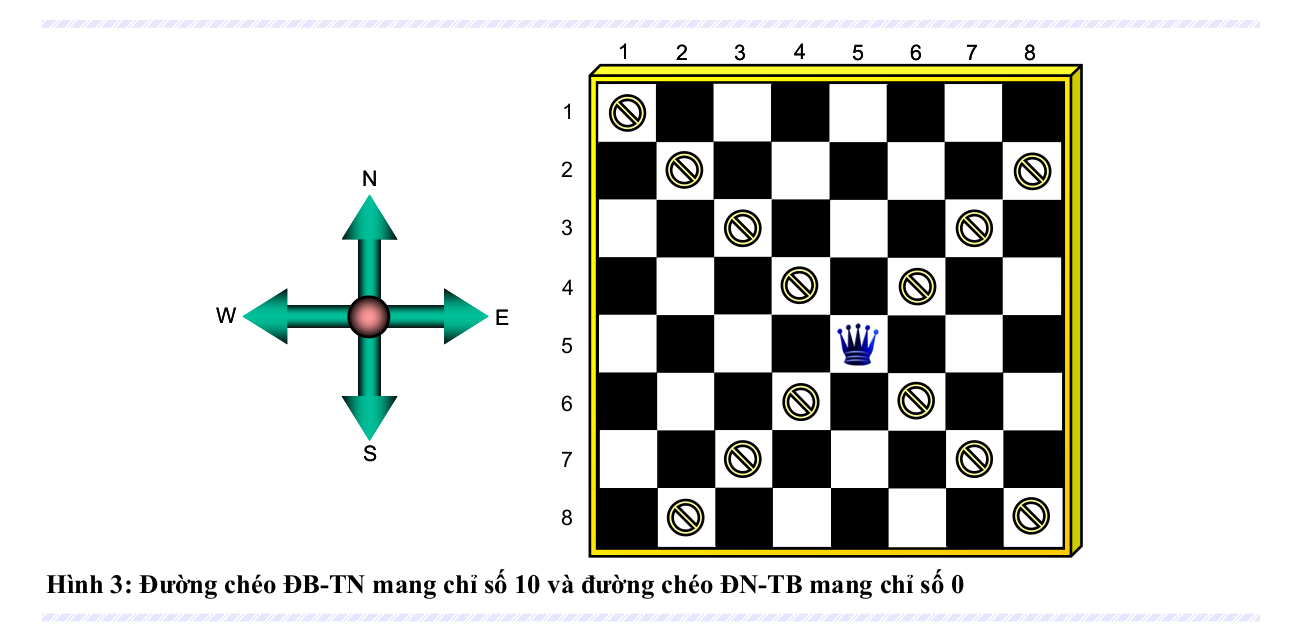 1 2 3 4 5 6 7 8
1
2
N
3
4
W E
5
6
S
7
8
Hình 3: Đường chéo ĐB-TN mang chỉ số 10 và đường chéo ĐN-TB mang chỉ số 0